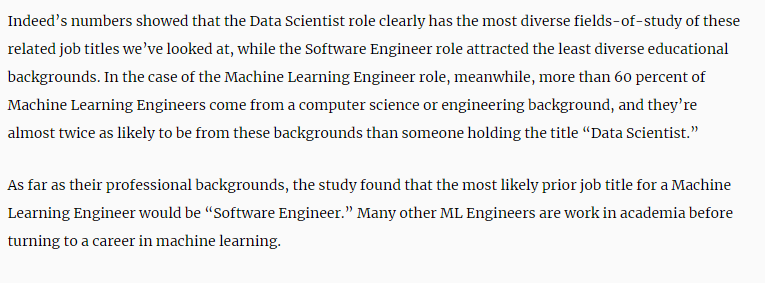 Indeed’s numbers showed that the Data Scientist role clearly has the most diverse fields-of-study of these
related job titles we’ve looked at, while the Software Engineer role attracted the least diverse educational
backgrounds. In the case of the Machine Learning Engineer role, meanwhile, more than 60 percent of
Machine Learning Engineers come from a computer science or engineering background, and they’re
almost twice as likely to be from these backgrounds than someone holding the title “Data Scientist.”
As far as their professional backgrounds, the study found that the most likely prior job title for a Machine
Learning Engineer would be “Software Engineer.” Many other ML Engineers are work in academia before
turning to a career in machine learning.